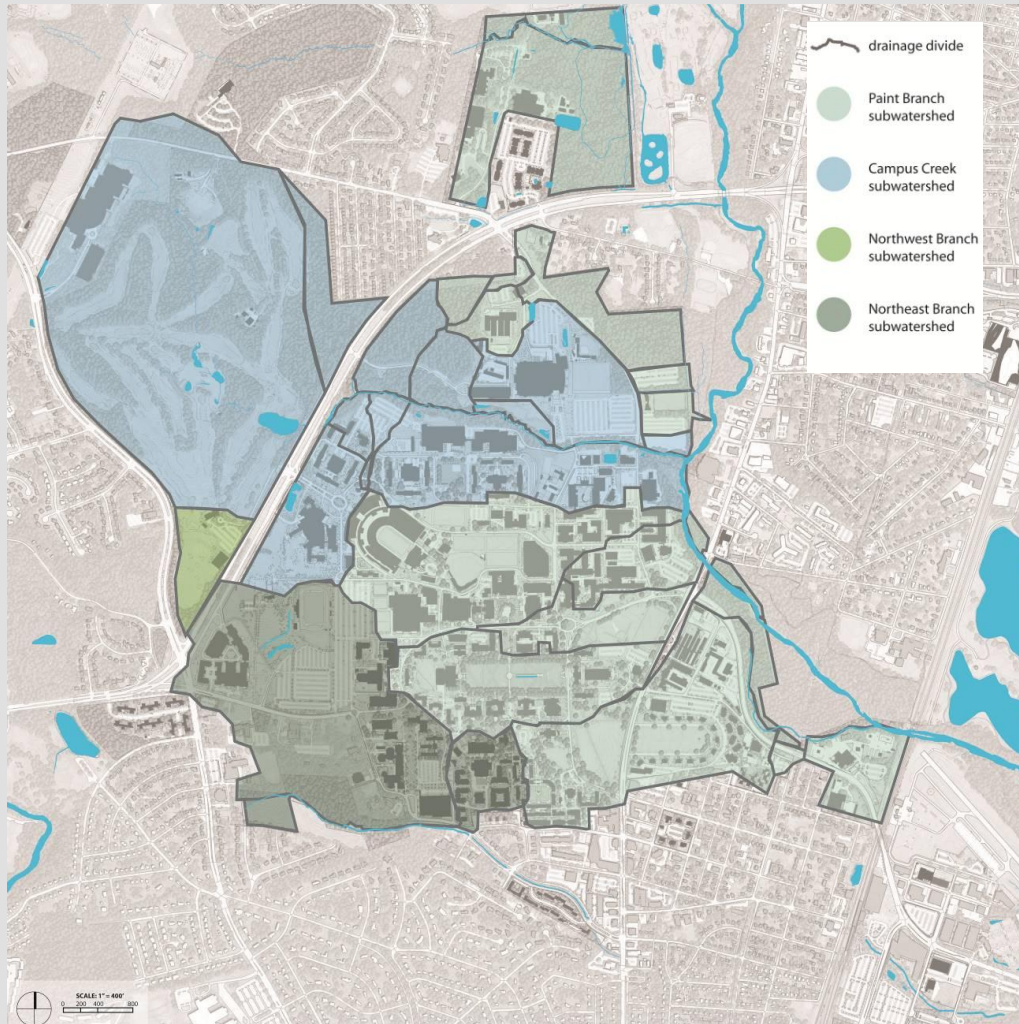 drainage divide
Paint Branch
subwatershed
Campus Creek
subwatershed
Northwest Branch
subwatershed
Northeast Branch
subwatershed
SCALE: 1" = 400'
0 200 400 800